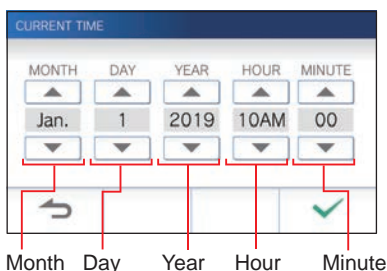 CURRENT TIME
MONTH DAY YEAR HOUR MINUTE
Jan. 1 2019 10AM 00
Month Day Year Hour Minute